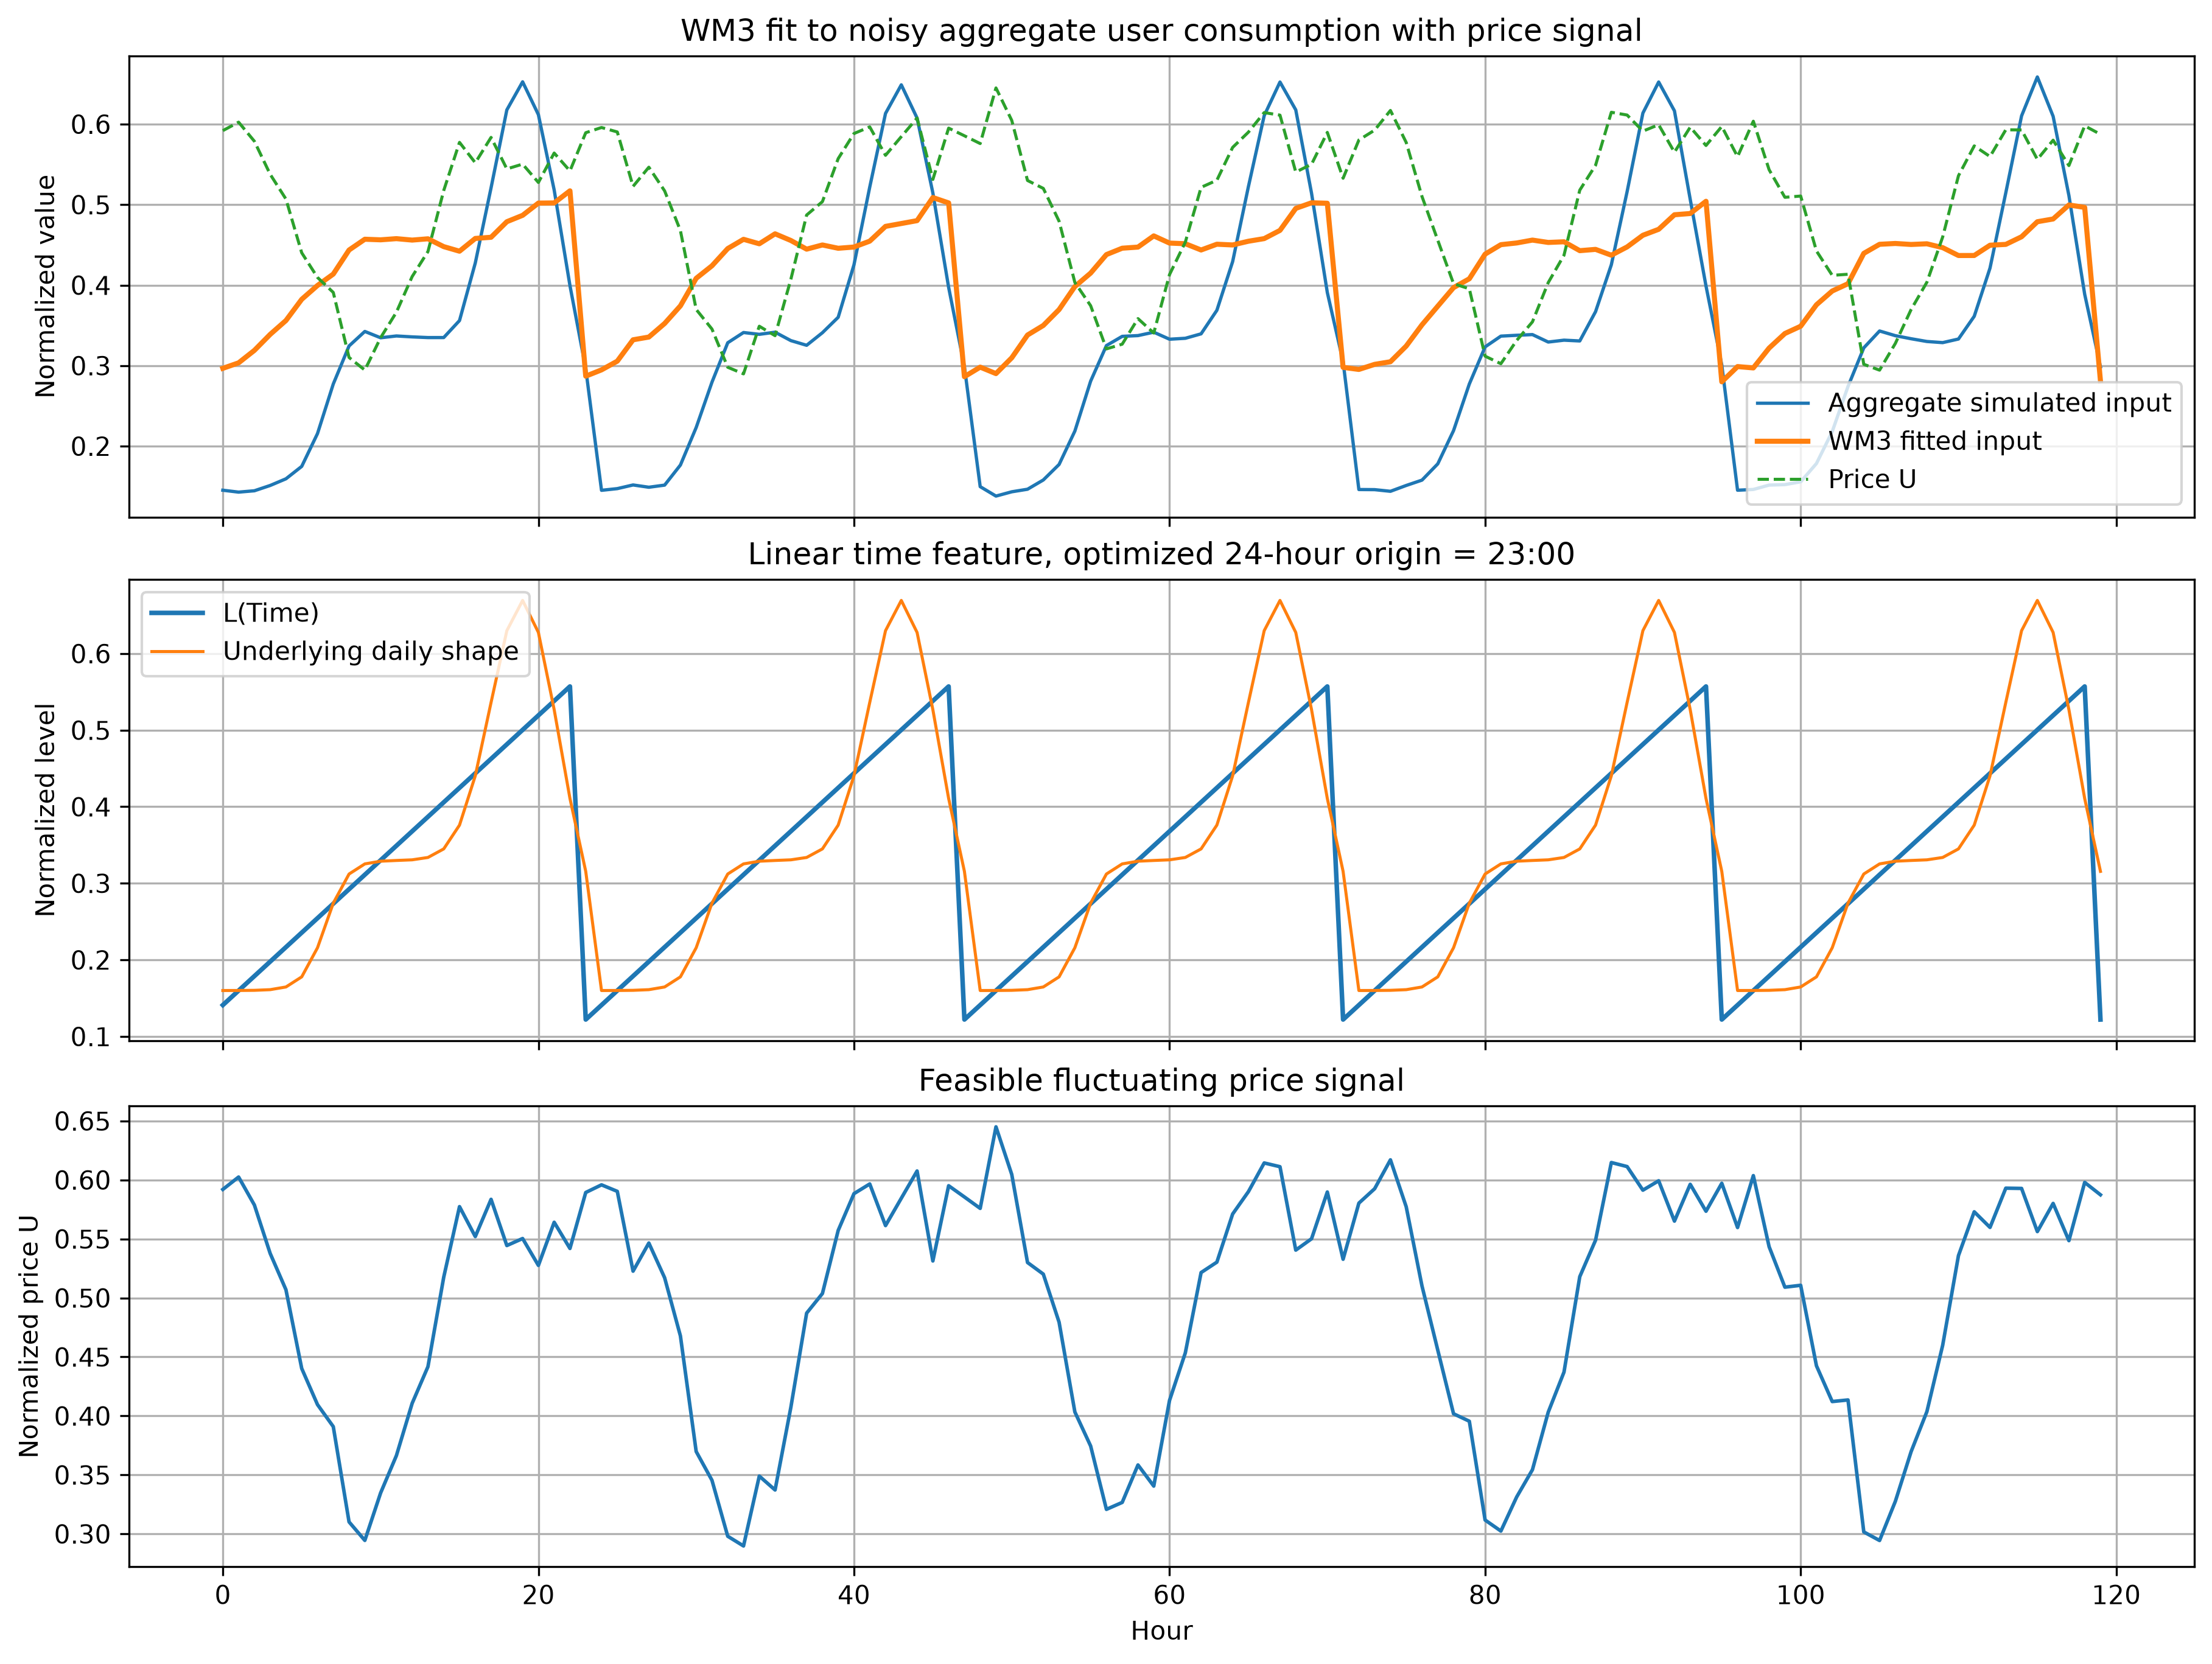 WM3 fit to noisy aggregate user consumption with price signal
Normalized value
0.6
0.5
0.4
0.3
0.2
Aggregate simulated input
WM3 fitted input
Price U
Linear time feature, optimized 24-hour origin = 23:00
Normalized level
0.6
0.5
0.4
0.3
0.2
0.1
L(Time)
Underlying daily shape
Feasible fluctuating price signal
Normalized price U
0.65
0.60
0.55
0.50
0.45
0.40
0.35
0.30
0 20 40 60 80 100 120
Hour